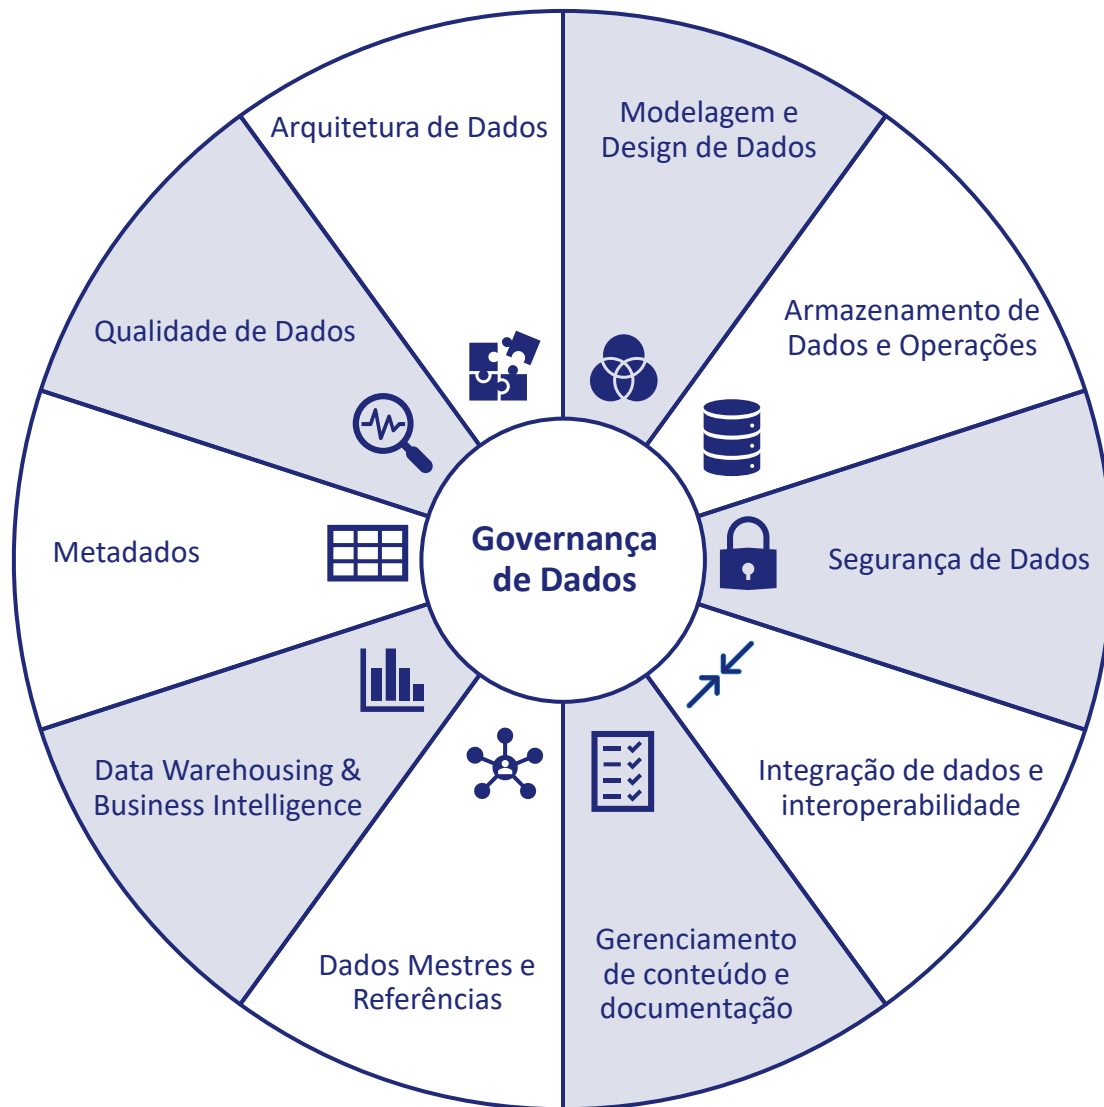 Arquitetura de Dados
Modelagem e
Design de Dados
Armazenamento de
Dados e Operações
Segurança de Dados
Integração de dados e
interoperabilidade
Gerenciamento
de conteúdo e
documentação
Dados Mestres e
Referências
Data Warehousing &
Business Intelligence
Metadados
Qualidade de Dados
Governança
de Dados